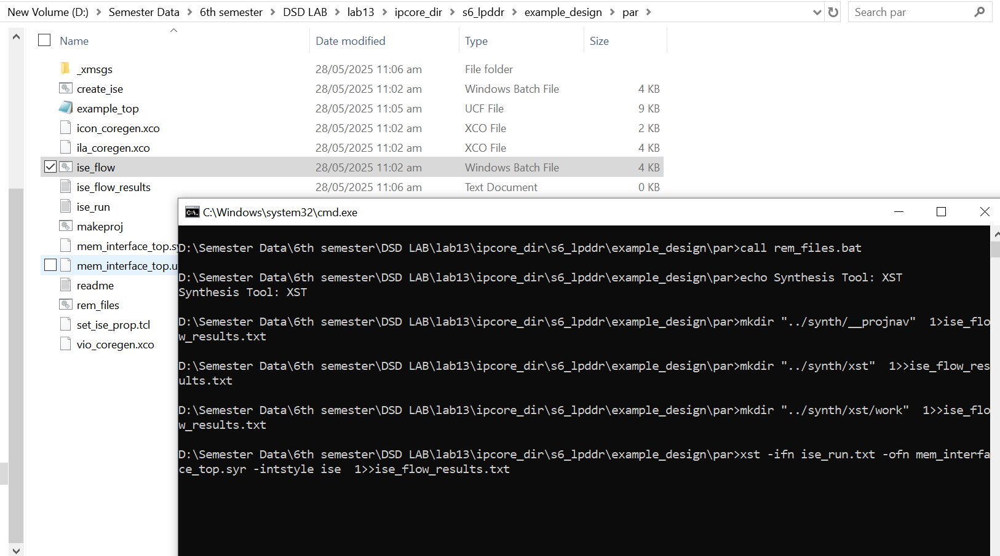 New Volume (D:) > Semester Data > 6th semester > DSD LAB > lab13 > ipcore_dir > s6_lpddr > example_design > par >
Search par
Name Date modified Type Size
_xmsgs 28/05/2025 11:06 am File folder
create_ise 28/05/2025 11:02 am Windows Batch File 4 KB
example_top 28/05/2025 11:05 am UCF File 9 KB
icon_coregen.xco 28/05/2025 11:02 am XCO File 2 KB
ila_coregen.xco 28/05/2025 11:02 am XCO File 4 KB
ise_flow 28/05/2025 11:02 am Windows Batch File 4 KB
ise_flow_results 28/05/2025 11:06 am Text Document 0 KB
ise_run
makeproj
mem_interface_top.sy
mem_interface_top.u
readme
rem_files
set_ise_prop.tcl
vio_coregen.xco
C:\Windows\system32\cmd.exe
D:\Semester Data\6th semester\DSD LAB\lab13\ipcore_dir\s6_lpddr\example_design\par>call rem_files.bat
D:\Semester Data\6th semester\DSD LAB\lab13\ipcore_dir\s6_lpddr\example_design\par>echo Synthesis Tool: XST
Synthesis Tool: XST
D:\Semester Data\6th semester\DSD LAB\lab13\ipcore_dir\s6_lpddr\example_design\par>mkdir "../synth/__projnav"  1>ise_flo
w_results.txt
D:\Semester Data\6th semester\DSD LAB\lab13\ipcore_dir\s6_lpddr\example_design\par>mkdir "../synth/xst"  1>>ise_flow_res
ults.txt
D:\Semester Data\6th semester\DSD LAB\lab13\ipcore_dir\s6_lpddr\example_design\par>mkdir "../synth/xst/work"  1>>ise_flo
w_results.txt
D:\Semester Data\6th semester\DSD LAB\lab13\ipcore_dir\s6_lpddr\example_design\par>xst -ifn ise_run.txt -ofn mem_interfa
ce_top.syr -intstyle ise  1>>ise_flow_results.txt